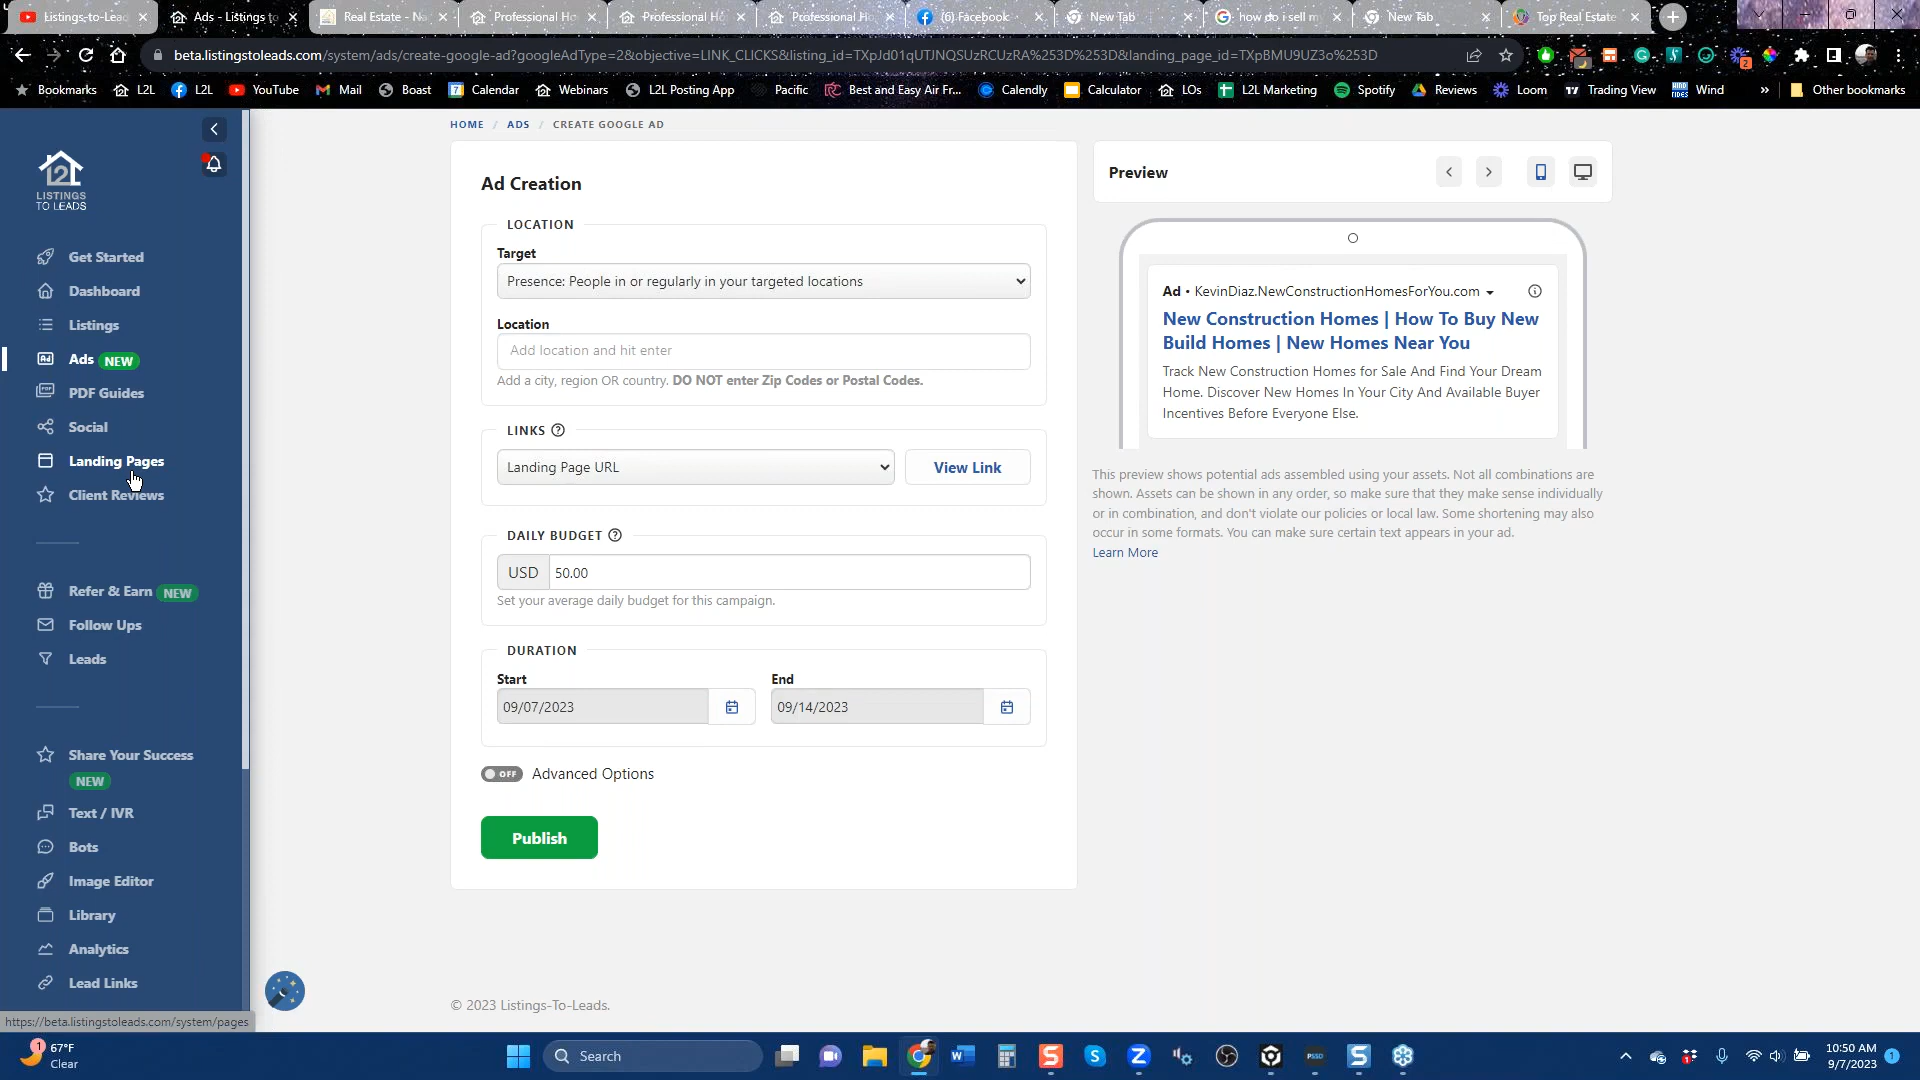 Listings-to-Lead
Ads - Listings to
Real Estate - N
Professional Ho
Professional Ho
Professional Ho
(6) Facebook
New Tab
how do i sell m
New Tab
Top Real Estate
beta.listingstoleads.com/system/ads/create-google-ad?googleAdType=2&objective=LINK_CLICKS&listing_id=TXpJd01qUTJNQSUzRCUzRA%253D%253D&landing_page_id=TXpBMU9UZ3o%253D
Bookmarks L2L L2L YouTube Mail Boast Calendar Webinars L2L Posting App Pacific Best and Easy Air Fr... Calendly Calculator LOs L2L Marketing Spotify Reviews Loom Trading View Wind » Other bookmarks
LISTINGS
TO LEADS
Get Started
Dashboard
Listings
Ads NEW
PDF Guides
Social
Landing Pages
Client Reviews
Refer & Earn NEW
Follow Ups
Leads
Share Your Success
NEW
Text / IVR
Bots
Image Editor
Library
Analytics
Lead Links
https://beta.listingstoleads.com/system/pages
HOME / ADS / CREATE GOOGLE AD
Ad Creation
LOCATION
Target
Presence: People in or regularly in your targeted locations
Location
Add location and hit enter
Add a city, region OR country. DO NOT enter Zip Codes or Postal Codes.
LINKS
Landing Page URL
View Link
DAILY BUDGET
USD 50.00
Set your average daily budget for this campaign.
DURATION
Start End
09/07/2023 09/14/2023
OFF Advanced Options
Publish
© 2023 Listings-To-Leads.
Preview
Ad • KevinDiaz.NewConstructionHomesForYou.com
New Construction Homes | How To Buy New
Build Homes | New Homes Near You
Track New Construction Homes for Sale And Find Your Dream
Home. Discover New Homes In Your City And Available Buyer
Incentives Before Everyone Else.
This preview shows potential ads assembled using your assets. Not all combinations are
shown. Assets can be shown in any order, so make sure that they make sense individually
or in combination, and don't violate our policies or local law. Some shortening may also
occur in some formats. You can make sure certain text appears in your ad.
Learn More
67°F
Clear
Search
10:50 AM
9/7/2023